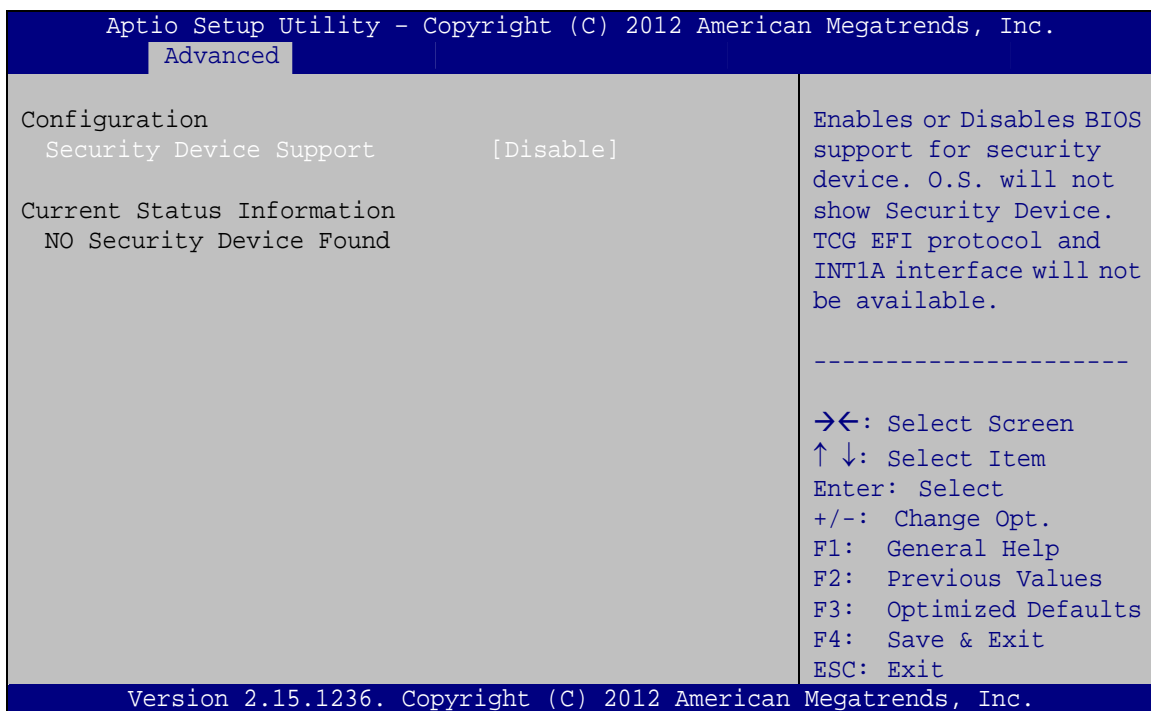 Aptio Setup Utility – Copyright (C) 2012 American Megatrends, Inc.
Advanced
Configuration
Security Device Support [Disable]
Current Status Information
NO Security Device Found
Enables or Disables BIOS
support for security
device. O.S. will not
show Security Device.
TCG EFI protocol and
INT1A interface will not
be available.
----------------------
→←: Select Screen
↑ ↓: Select Item
Enter: Select
+/-: Change Opt.
F1: General Help
F2: Previous Values
F3: Optimized Defaults
F4: Save & Exit
ESC: Exit
Version 2.15.1236. Copyright (C) 2012 American Megatrends, Inc.